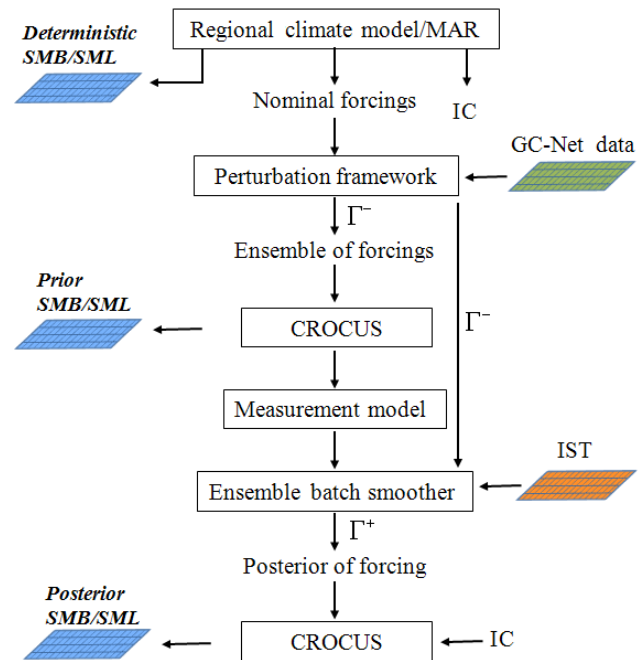 Deterministic
SMB/SML
Regional climate model/MAR
Nominal forcings
IC
GC-Net data
Perturbation framework
Γ−
Ensemble of forcings
Prior
SMB/SML
CROCUS
Γ−
Measurement model
IST
Ensemble batch smoother
Γ+
Posterior of forcing
Posterior
SMB/SML
CROCUS
IC